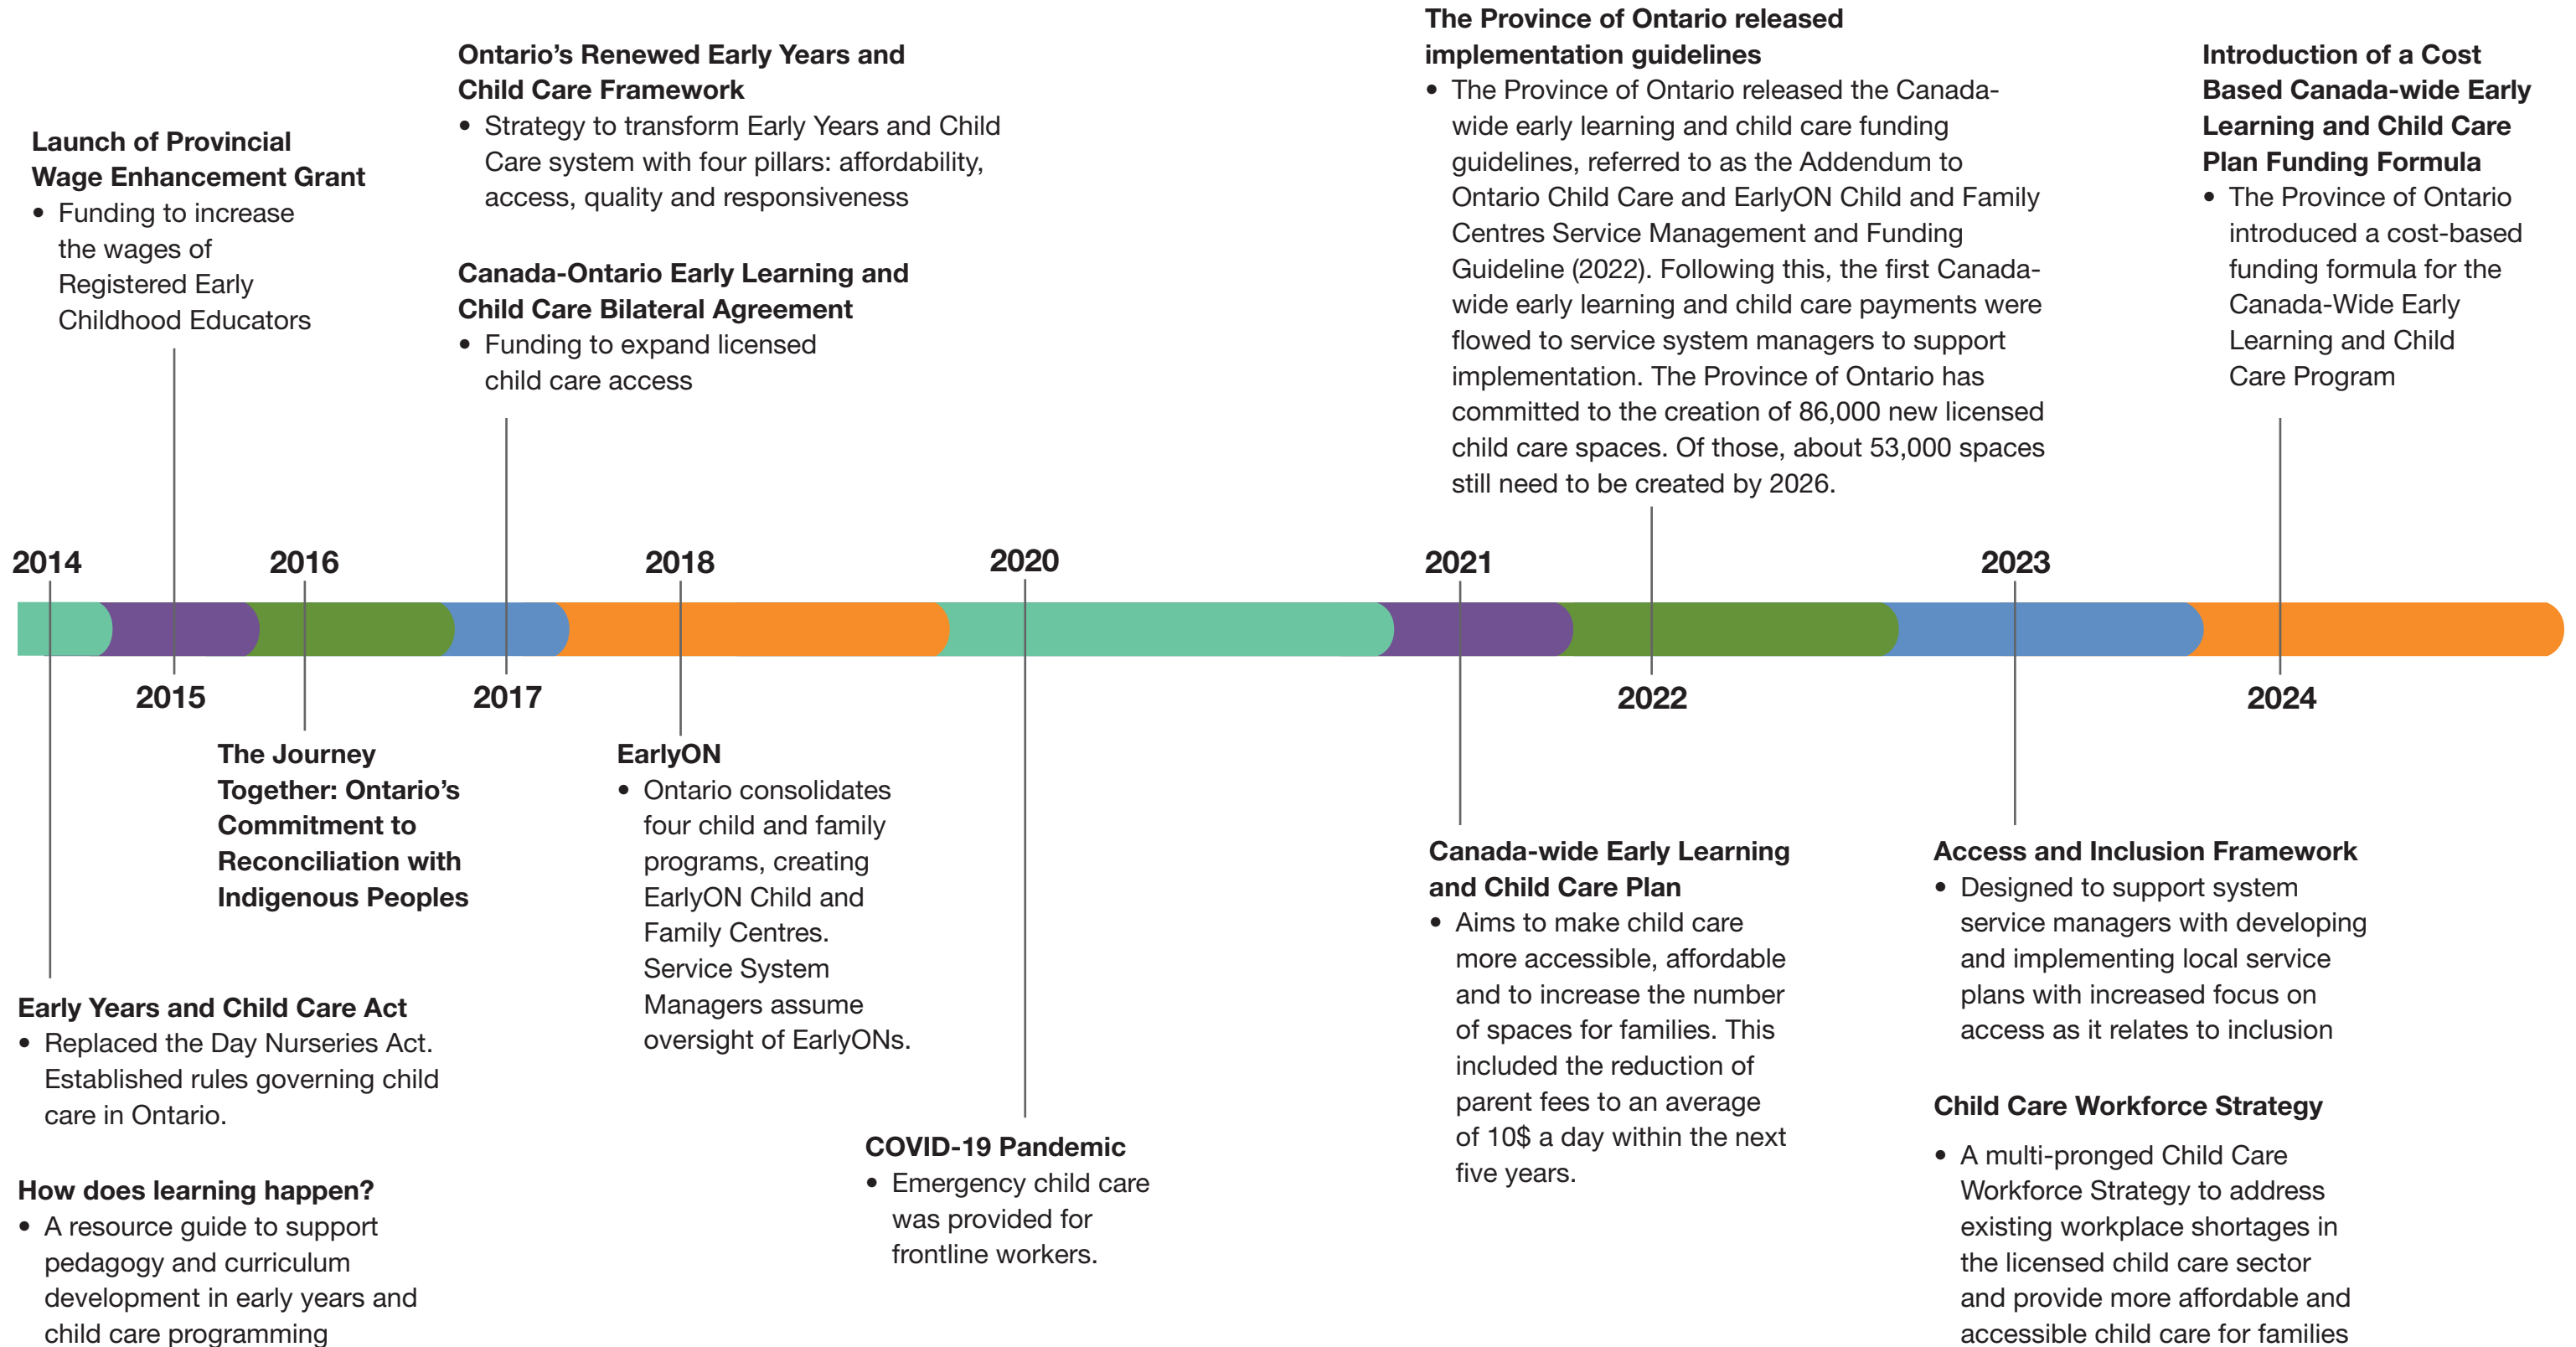 Launch of Provincial
Wage Enhancement Grant
• Funding to increase
the wages of
Registered Early
Childhood Educators
Ontario’s Renewed Early Years and
Child Care Framework
• Strategy to transform Early Years and Child
Care system with four pillars: affordability,
access, quality and responsiveness
Canada-Ontario Early Learning and
Child Care Bilateral Agreement
• Funding to expand licensed
child care access
The Province of Ontario released
implementation guidelines
• The Province of Ontario released the Canada-
wide early learning and child care funding
guidelines, referred to as the Addendum to
Ontario Child Care and EarlyON Child and Family
Centres Service Management and Funding
Guideline (2022). Following this, the first Canada-
wide early learning and child care payments were
flowed to service system managers to support
implementation. The Province of Ontario has
committed to the creation of 86,000 new licensed
child care spaces. Of those, about 53,000 spaces
still need to be created by 2026.
Introduction of a Cost
Based Canada-wide Early
Learning and Child Care
Plan Funding Formula
• The Province of Ontario
introduced a cost-based
funding formula for the
Canada-Wide Early
Learning and Child
Care Program
2014
2016
2018
2020
2021
2023
2015
2017
2022
2024
Early Years and Child Care Act
• Replaced the Day Nurseries Act.
Established rules governing child
care in Ontario.
How does learning happen?
• A resource guide to support
pedagogy and curriculum
development in early years and
child care programming
The Journey
Together: Ontario’s
Commitment to
Reconciliation with
Indigenous Peoples
EarlyON
• Ontario consolidates
four child and family
programs, creating
EarlyON Child and
Family Centres.
Service System
Managers assume
oversight of EarlyONs.
COVID-19 Pandemic
• Emergency child care
was provided for
frontline workers.
Canada-wide Early Learning
and Child Care Plan
• Aims to make child care
more accessible, affordable
and to increase the number
of spaces for families. This
included the reduction of
parent fees to an average
of 10$ a day within the next
five years.
Access and Inclusion Framework
• Designed to support system
service managers with developing
and implementing local service
plans with increased focus on
access as it relates to inclusion
Child Care Workforce Strategy
• A multi-pronged Child Care
Workforce Strategy to address
existing workplace shortages in
the licensed child care sector
and provide more affordable and
accessible child care for families